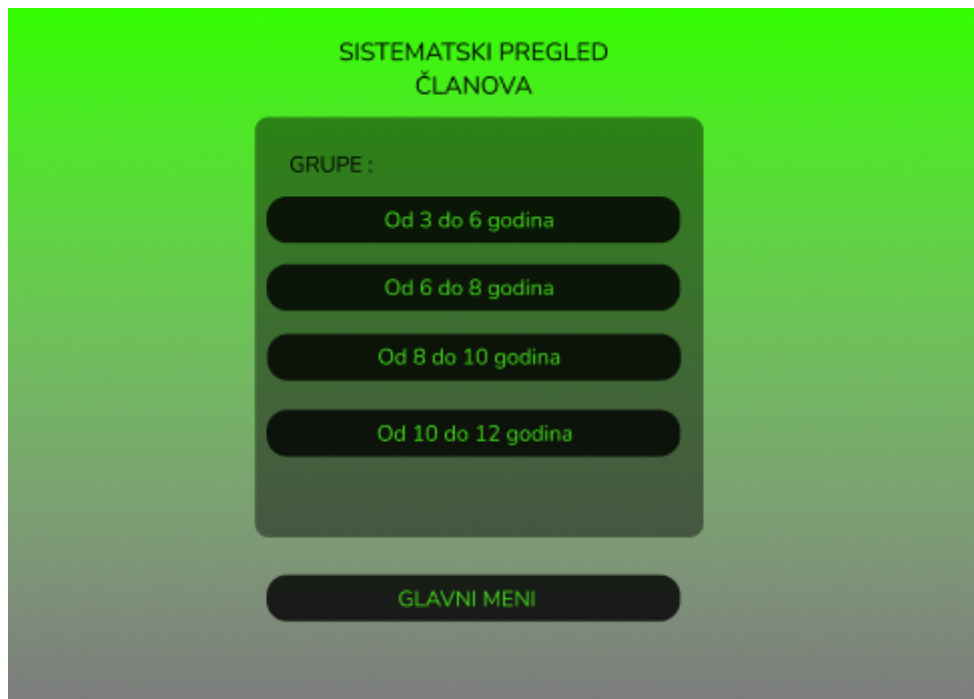 SISTEMATSKI PREGLED
ČLANOVA
GRUPE :
Od 3 do 6 godina
Od 6 do 8 godina
Od 8 do 10 godina
Od 10 do 12 godina
GLAVNI MENI